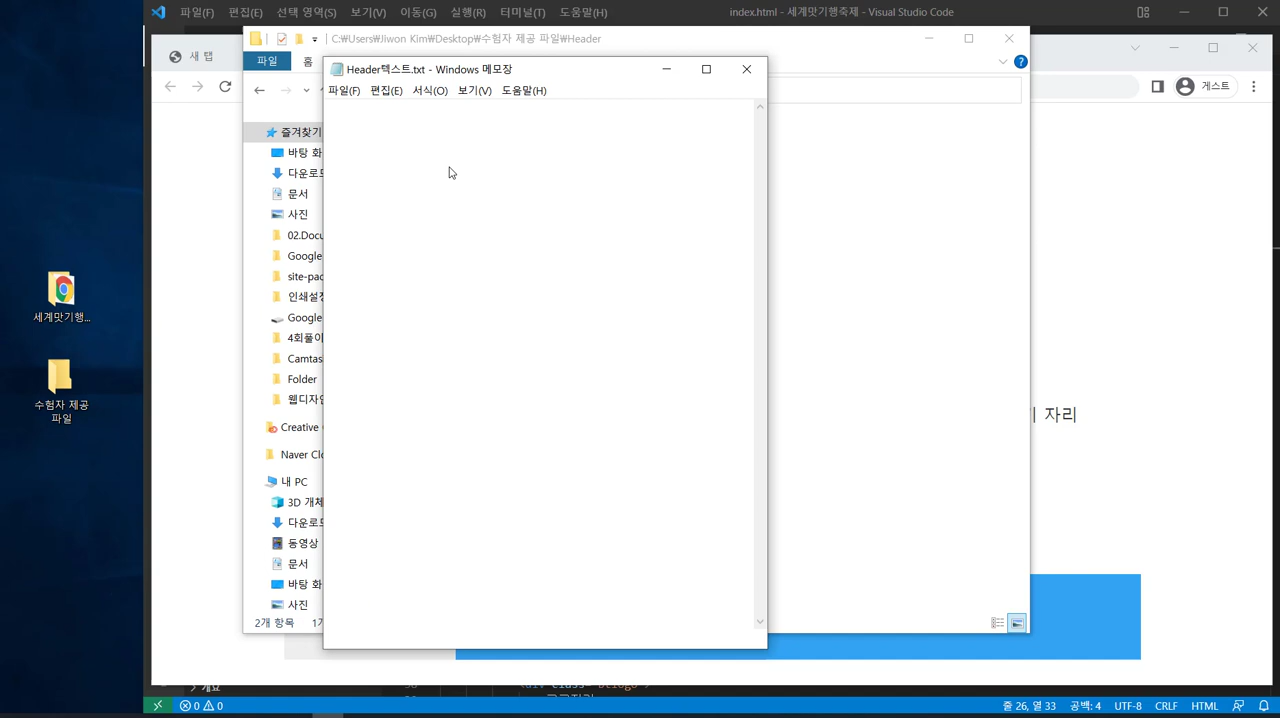 파일(F) 편집(E) 선택 영역(S) 보기(V) 이동(G) 실행(R) 터미널(T) 도움말(H) index.html - 세계맛기행축제 - Visual Studio Code
C:\Users\Jiwon Kim\Desktop\수험자 제공 파일\Header
새 탭
파일 홈
Header텍스트.txt - Windows 메모장
파일(F) 편집(E) 서식(O) 보기(V) 도움말(H)
게스트
즐겨찾기
바탕 화
다운로드
문서
사진
02.Docu
Google
site-pac
인쇄설정
Google
4회풀이
Camtas
Folder
웹디자인
Creative
Naver Clo
내 PC
3D 개체
다운로드
동영상
문서
바탕 화
사진
2개 항목
자리
세계맛기행...
수험자 제공
파일
개요
줄 26, 열 33 공백: 4 UTF-8 CRLF HTML
0 0